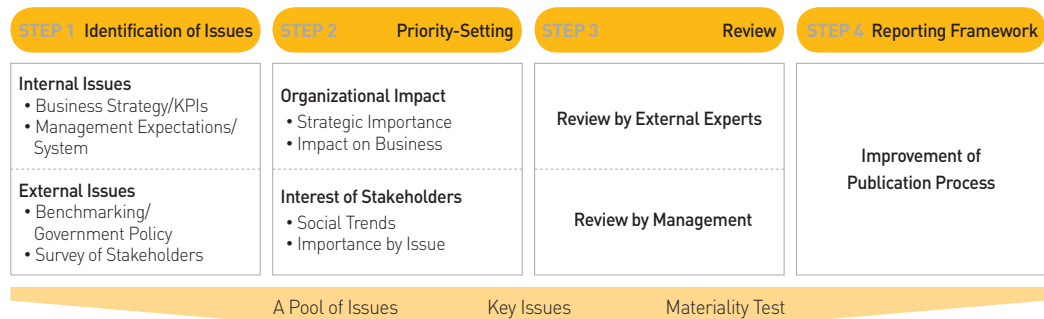 STEP 1 Identification of Issues
STEP 2 Priority-Setting
STEP 3 Review
STEP 4 Reporting Framework
Internal Issues
• Business Strategy/KPIs
• Management Expectations/
System
External Issues
• Benchmarking/
Government Policy
• Survey of Stakeholders
Organizational Impact
• Strategic Importance
• Impact on Business
Interest of Stakeholders
• Social Trends
• Importance by Issue
Review by External Experts
Review by Management
Improvement of
Publication Process
A Pool of Issues
Key Issues
Materiality Test